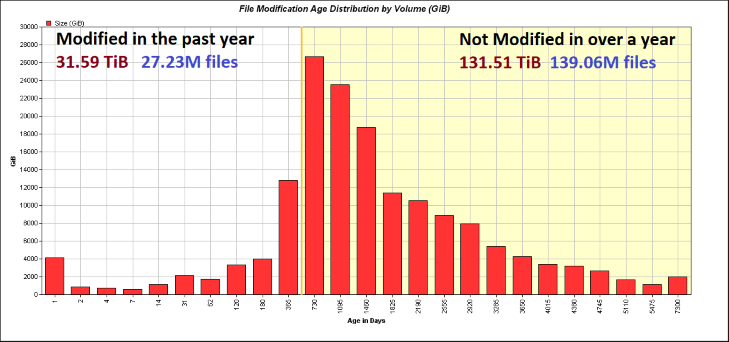 File Modification Age Distribution by Volume (GiB)
Size (GiB)
Modified in the past year
31.59 TiB 27.23M files
Not Modified in over a year
131.51 TiB 139.06M files
30000
28000
26000
24000
22000
20000
18000
16000
14000
12000
10000
8000
6000
4000
2000
0
GiB
1 2 4 7 14 31 62 120 180 365 730 1095 1460 1825 2190 2555 2920 3285 3650 4015 4380 4745 5110 5475 7300
Age in Days